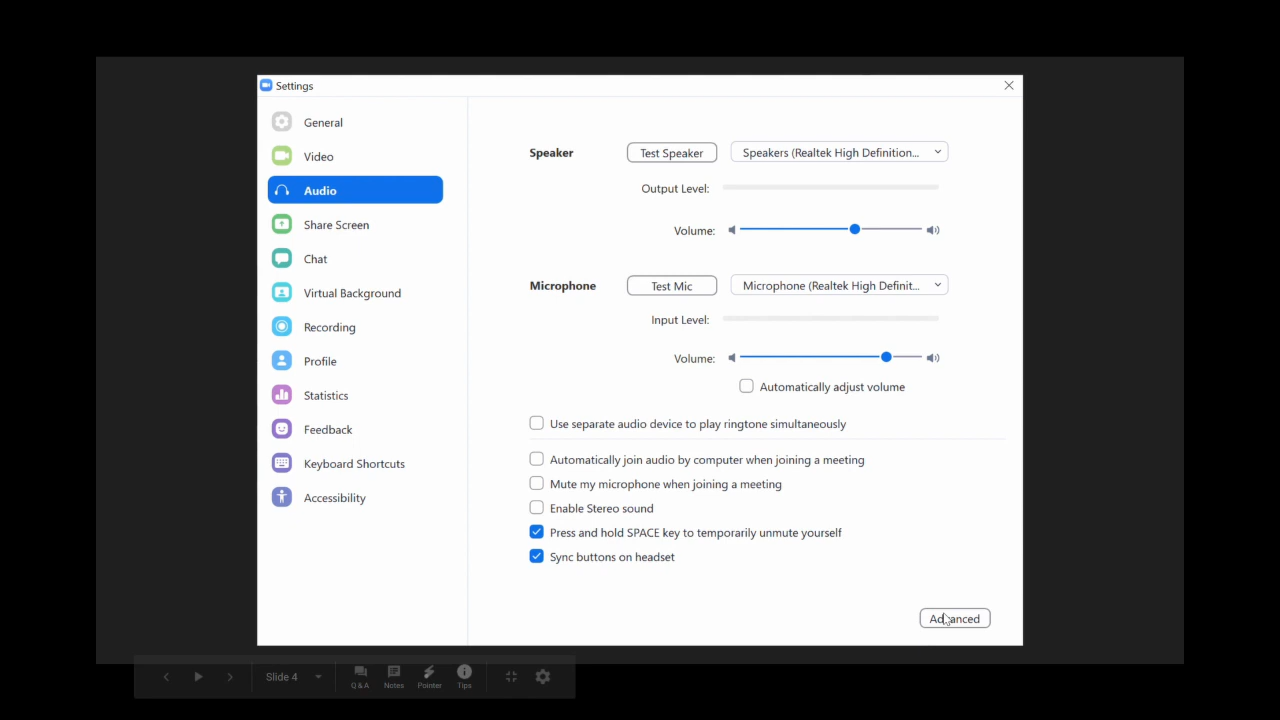 Settings
General
Video
Audio
Share Screen
Chat
Virtual Background
Recording
Profile
Statistics
Feedback
Keyboard Shortcuts
Accessibility
Speaker Test Speaker Speakers (Realtek High Definition...
Output Level:
Volume:
Microphone Test Mic Microphone (Realtek High Definit...
Input Level:
Volume:
Automatically adjust volume
Use separate audio device to play ringtone simultaneously
Automatically join audio by computer when joining a meeting
Mute my microphone when joining a meeting
Enable Stereo sound
Press and hold SPACE key to temporarily unmute yourself
Sync buttons on headset
Advanced
Slide 4
Q & A Notes Pointer Tips